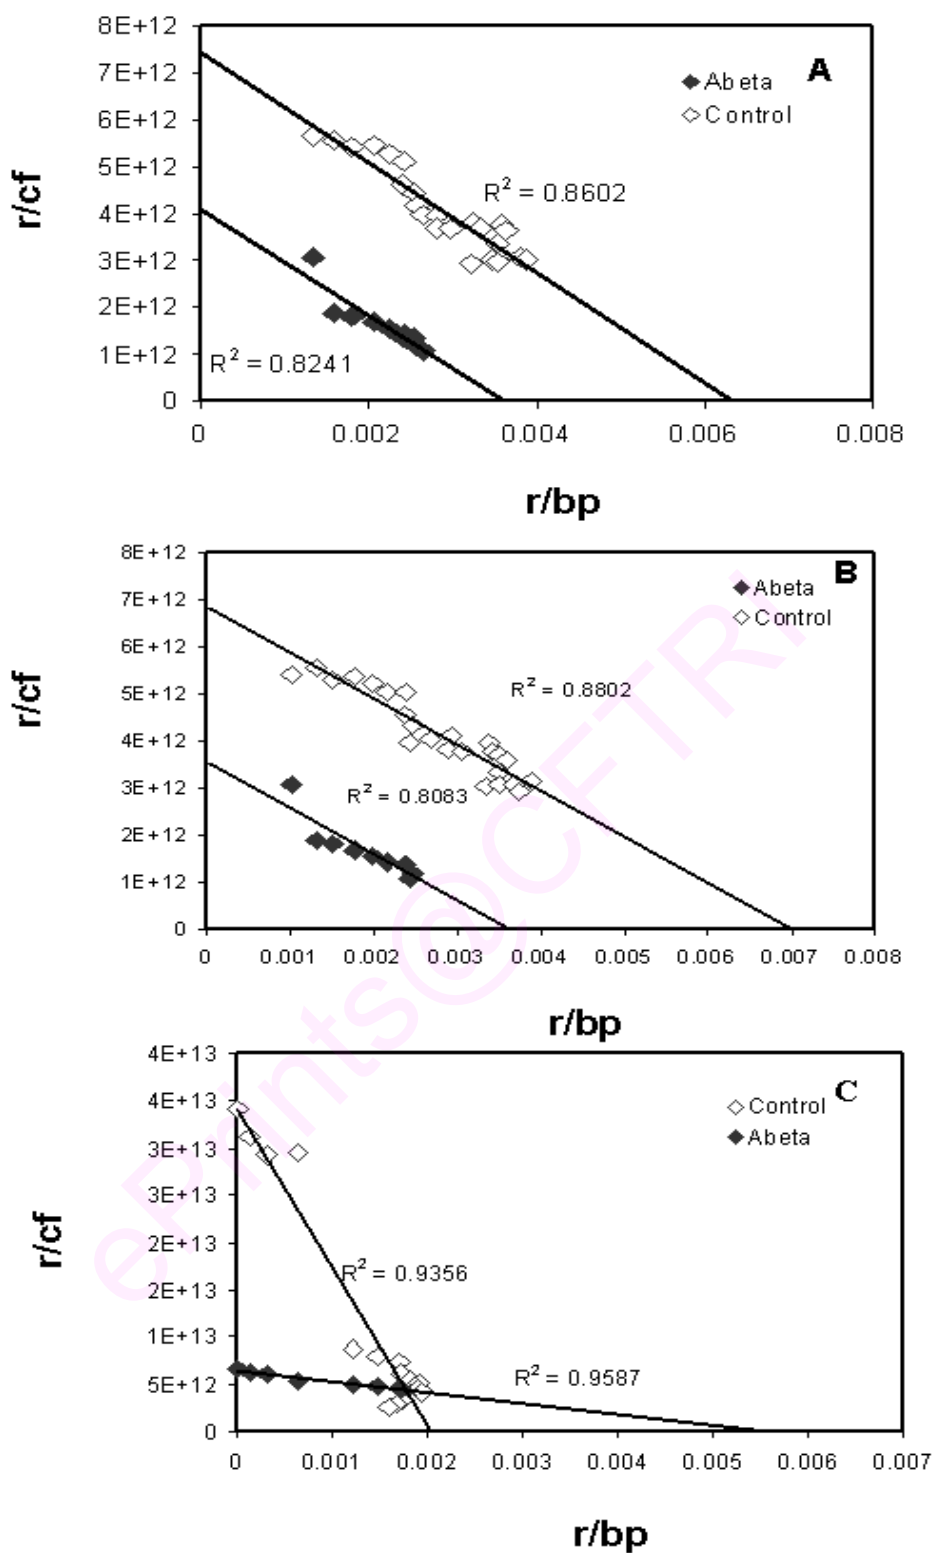 8E+12
7E+12
6E+12
5E+12
4E+12
3E+12
2E+12
1E+12
0
r/cf
A
Abeta
Control
R² = 0.8602
R² = 0.8241
0 0.002 0.004 0.006 0.008
r/bp
8E+12
7E+12
6E+12
5E+12
4E+12
3E+12
2E+12
1E+12
0
r/cf
B
Abeta
Control
R² = 0.8802
R² = 0.8083
0 0.001 0.002 0.003 0.004 0.005 0.006 0.007 0.008
r/bp
4E+13
4E+13
3E+13
3E+13
2E+13
2E+13
1E+13
5E+12
0
r/cf
C
Control
Abeta
R² = 0.9356
R² = 0.9587
0 0.001 0.002 0.003 0.004 0.005 0.006 0.007
r/bp
ePrints@CFTRI